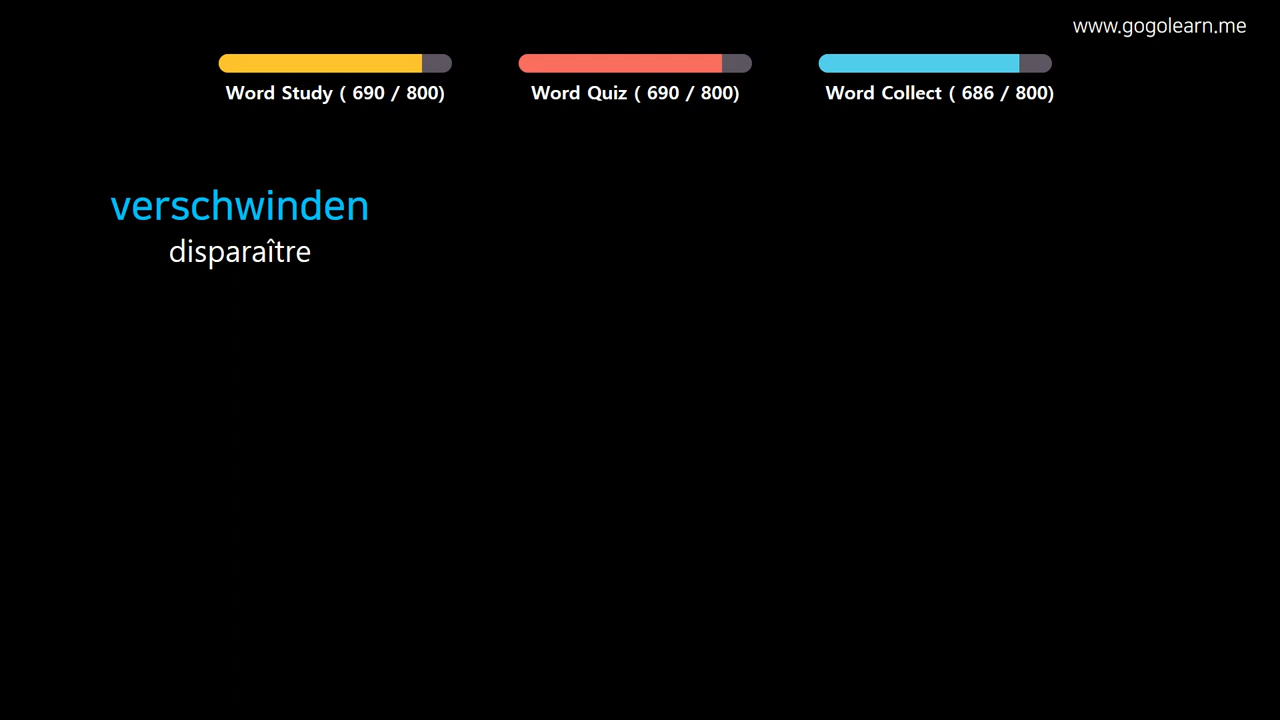 www.gogolearn.me
Word Study ( 690 / 800)
Word Quiz ( 690 / 800)
Word Collect ( 686 / 800)
verschwinden
disparaître